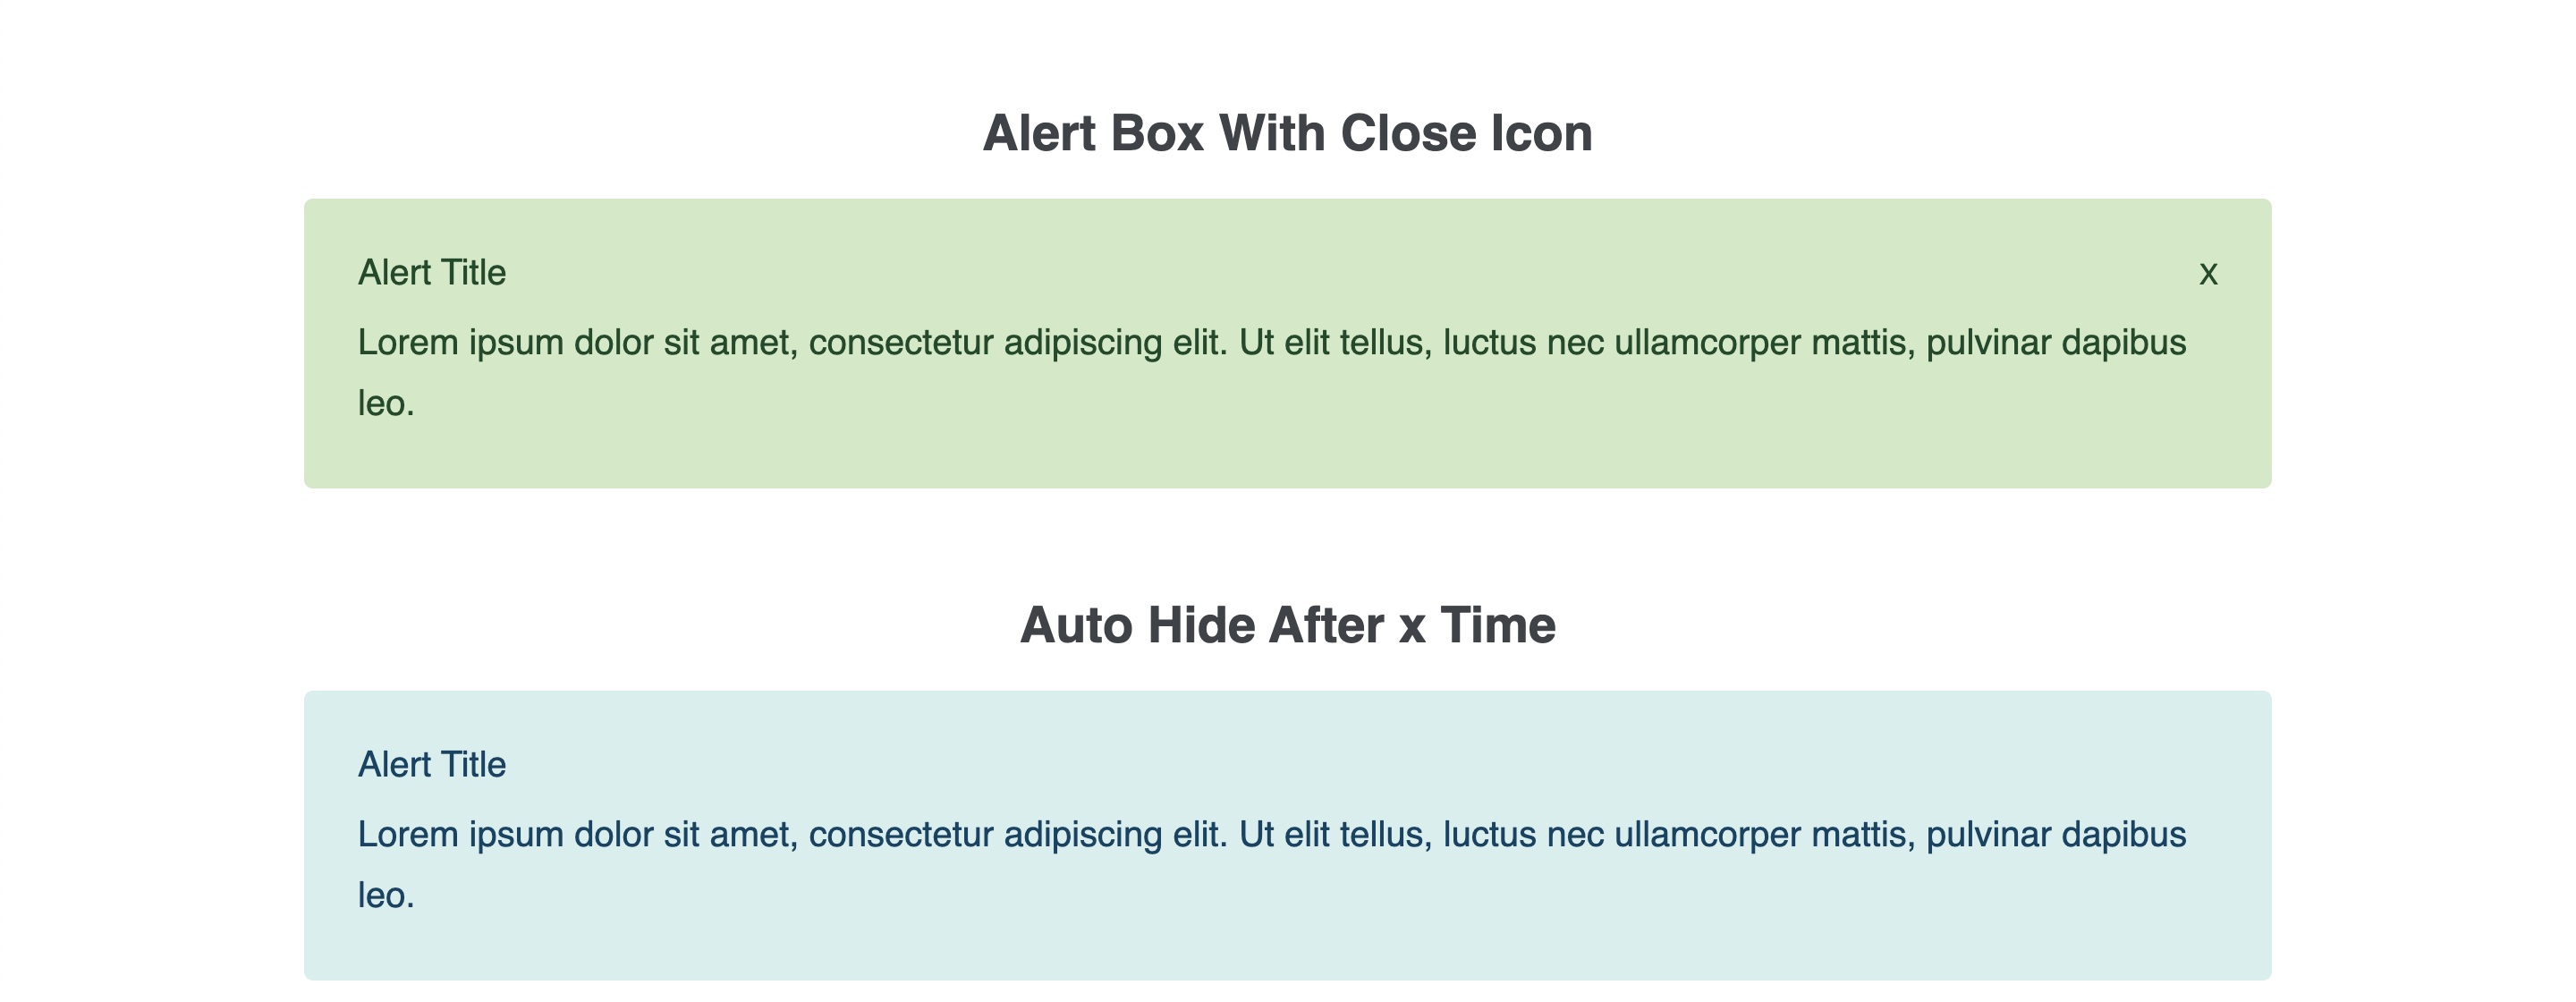 Alert Box With Close Icon
Alert Title
x
Lorem ipsum dolor sit amet, consectetur adipiscing elit. Ut elit tellus, luctus nec ullamcorper mattis, pulvinar dapibus
leo.
Auto Hide After x Time
Alert Title
Lorem ipsum dolor sit amet, consectetur adipiscing elit. Ut elit tellus, luctus nec ullamcorper mattis, pulvinar dapibus
leo.